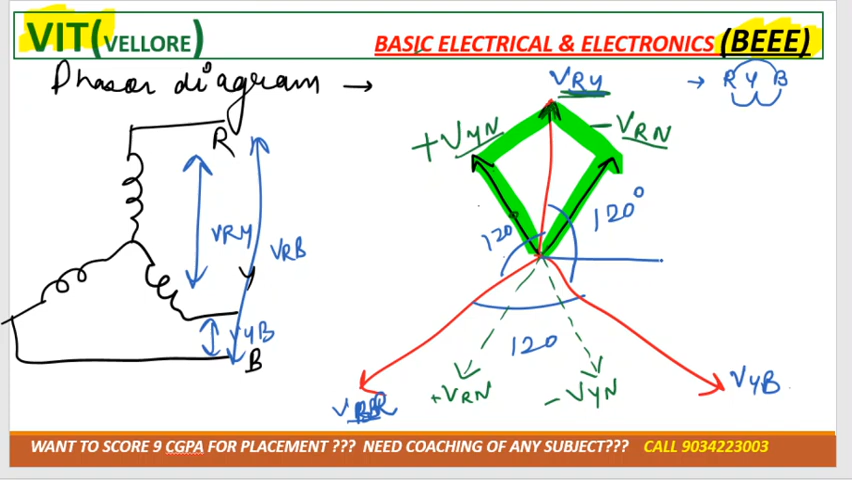 VIT(VELLORE)
BASIC ELECTRICAL & ELECTRONICS (BEEE)
Phasor diagram →
→ R Y B
VRY
+VYN
-VRN
R
120°
120°
VRY
VRB
Y
VYB
B
120
+VRN
-VYN
VYB
WANT TO SCORE 9 CGPA FOR PLACEMENT ??? NEED COACHING OF ANY SUBJECT??? CALL 9034223003